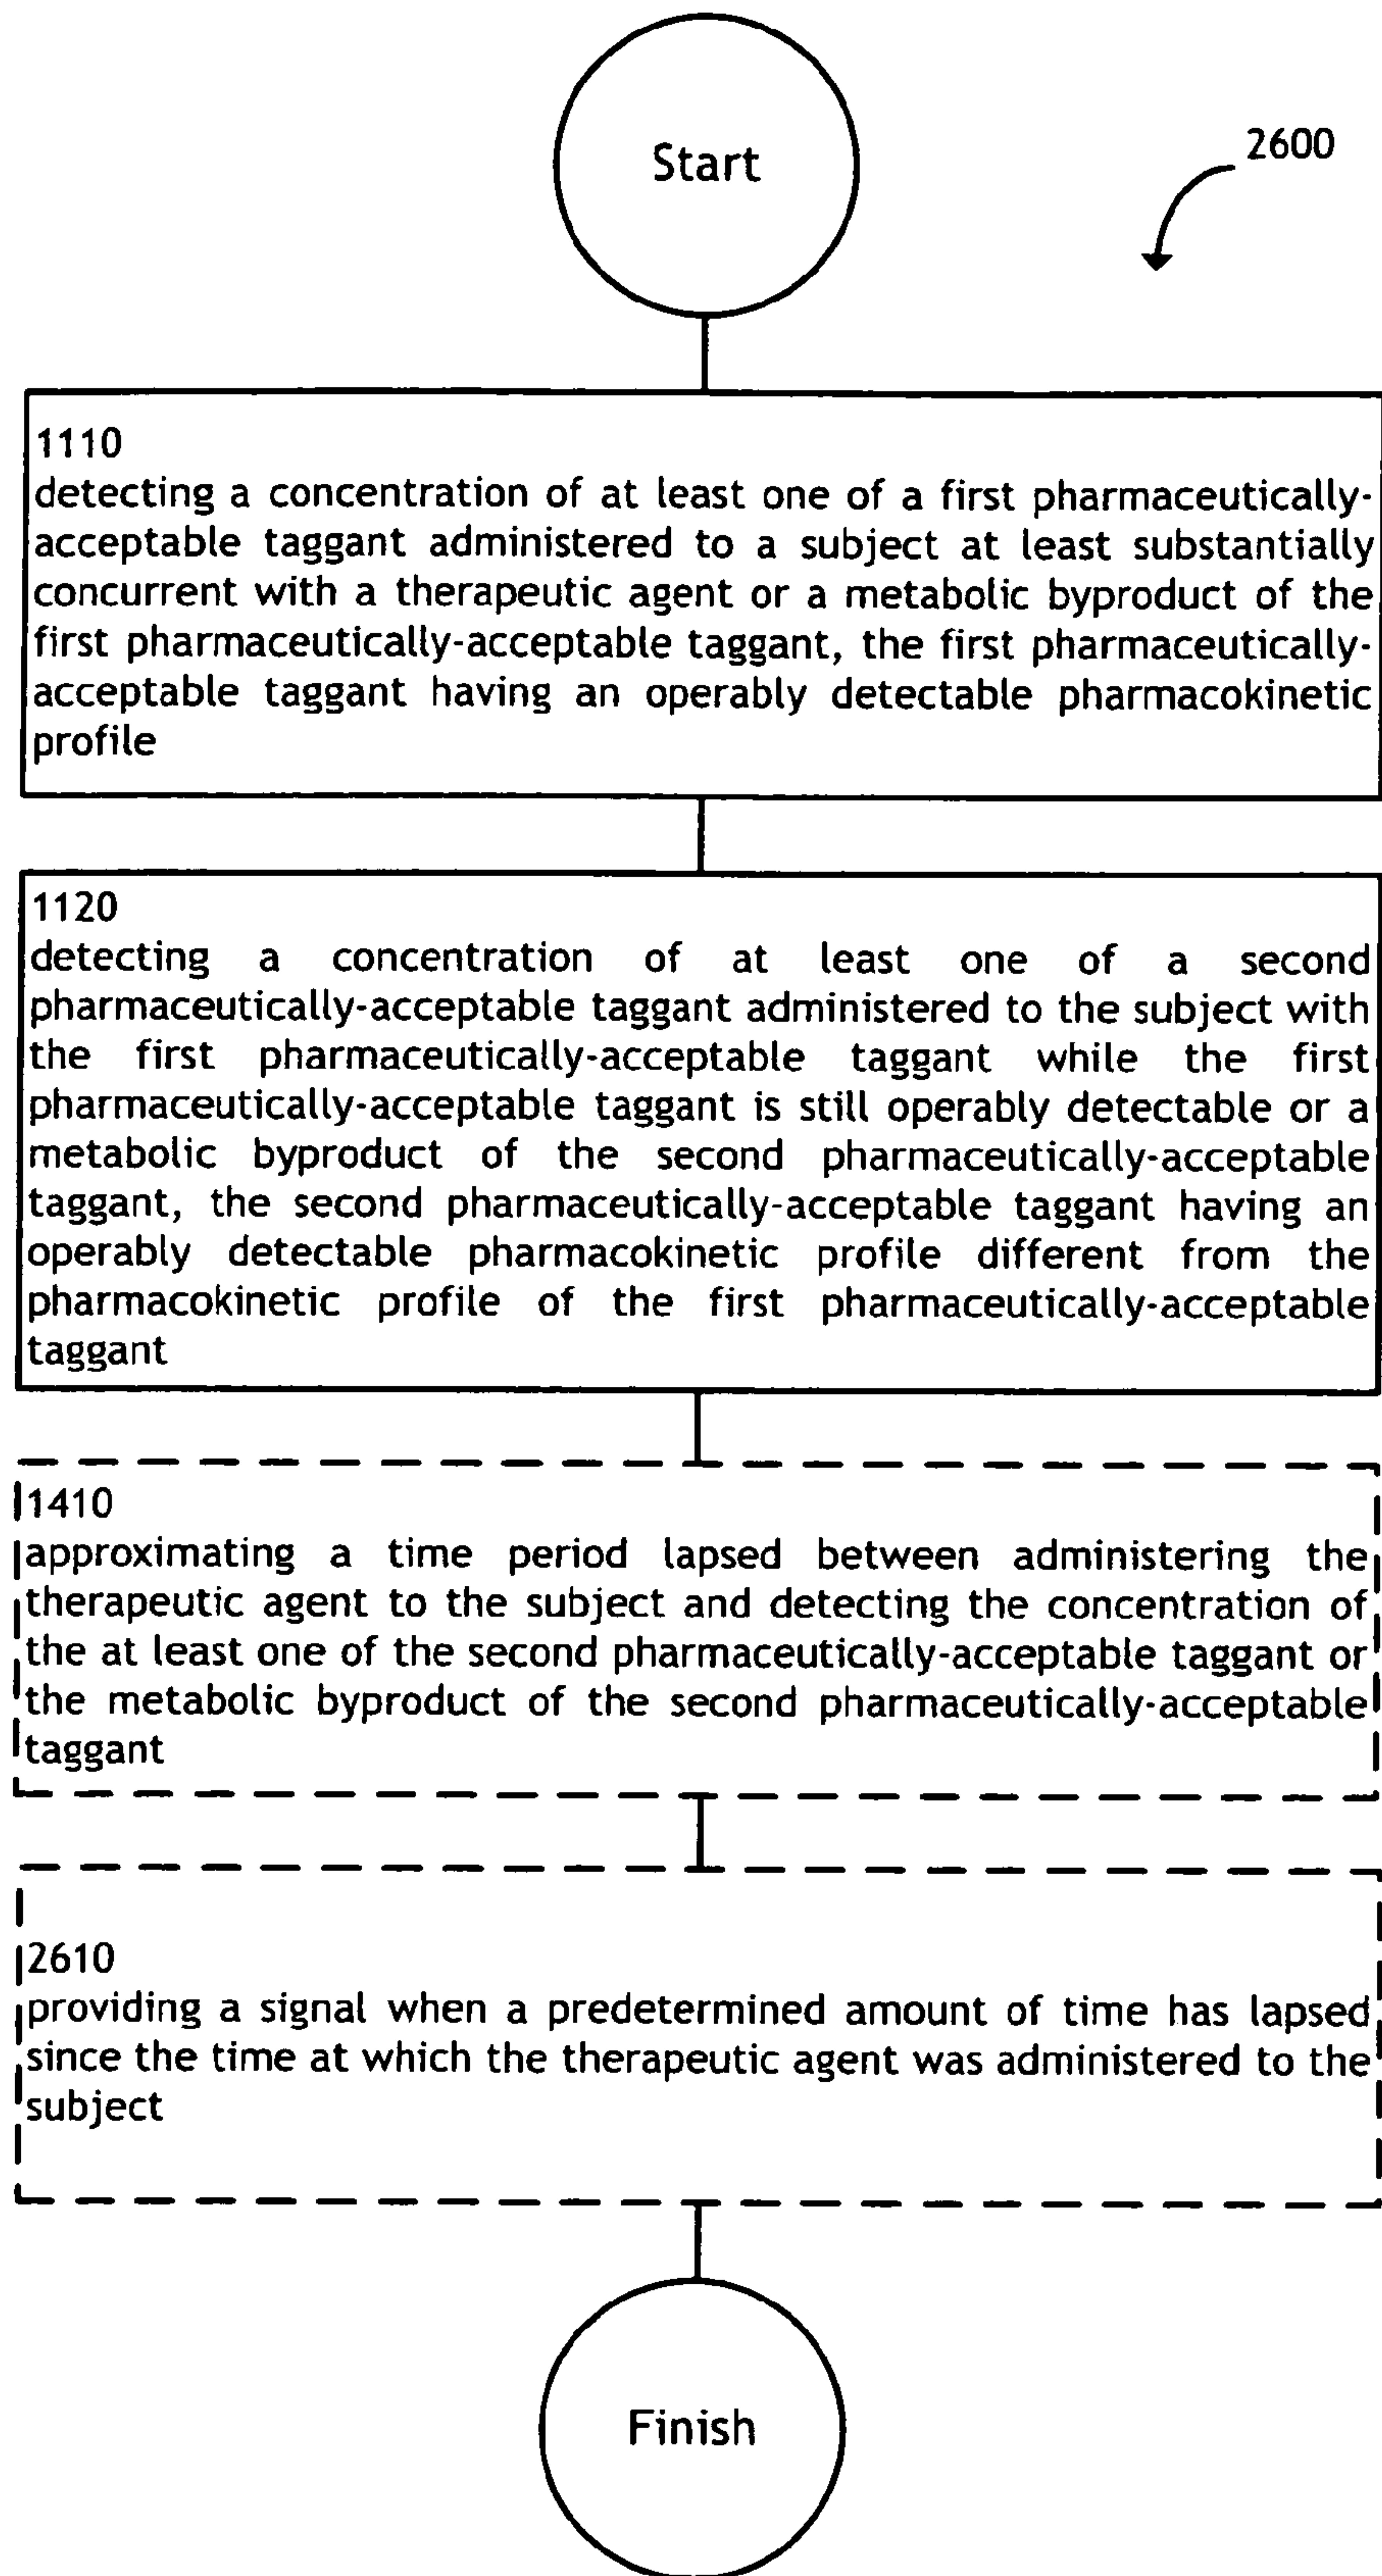 Start
2600
1110
detecting a concentration of at least one of a first pharmaceutically-
acceptable taggant administered to a subject at least substantially
concurrent with a therapeutic agent or a metabolic byproduct of the
first pharmaceutically-acceptable taggant, the first pharmaceutically-
acceptable taggant having an operably detectable pharmacokinetic
profile
1120
detecting a concentration of at least one of a second
pharmaceutically-acceptable taggant administered to the subject with
the first pharmaceutically-acceptable taggant while the first
pharmaceutically-acceptable taggant is still operably detectable or a
metabolic byproduct of the second pharmaceutically-acceptable
taggant, the second pharmaceutically-acceptable taggant having an
operably detectable pharmacokinetic profile different from the
pharmacokinetic profile of the first pharmaceutically-acceptable
taggant
1410
approximating a time period lapsed between administering the
therapeutic agent to the subject and detecting the concentration of
the at least one of the second pharmaceutically-acceptable taggant or
the metabolic byproduct of the second pharmaceutically-acceptable
taggant
2610
providing a signal when a predetermined amount of time has lapsed
since the time at which the therapeutic agent was administered to the
subject
Finish